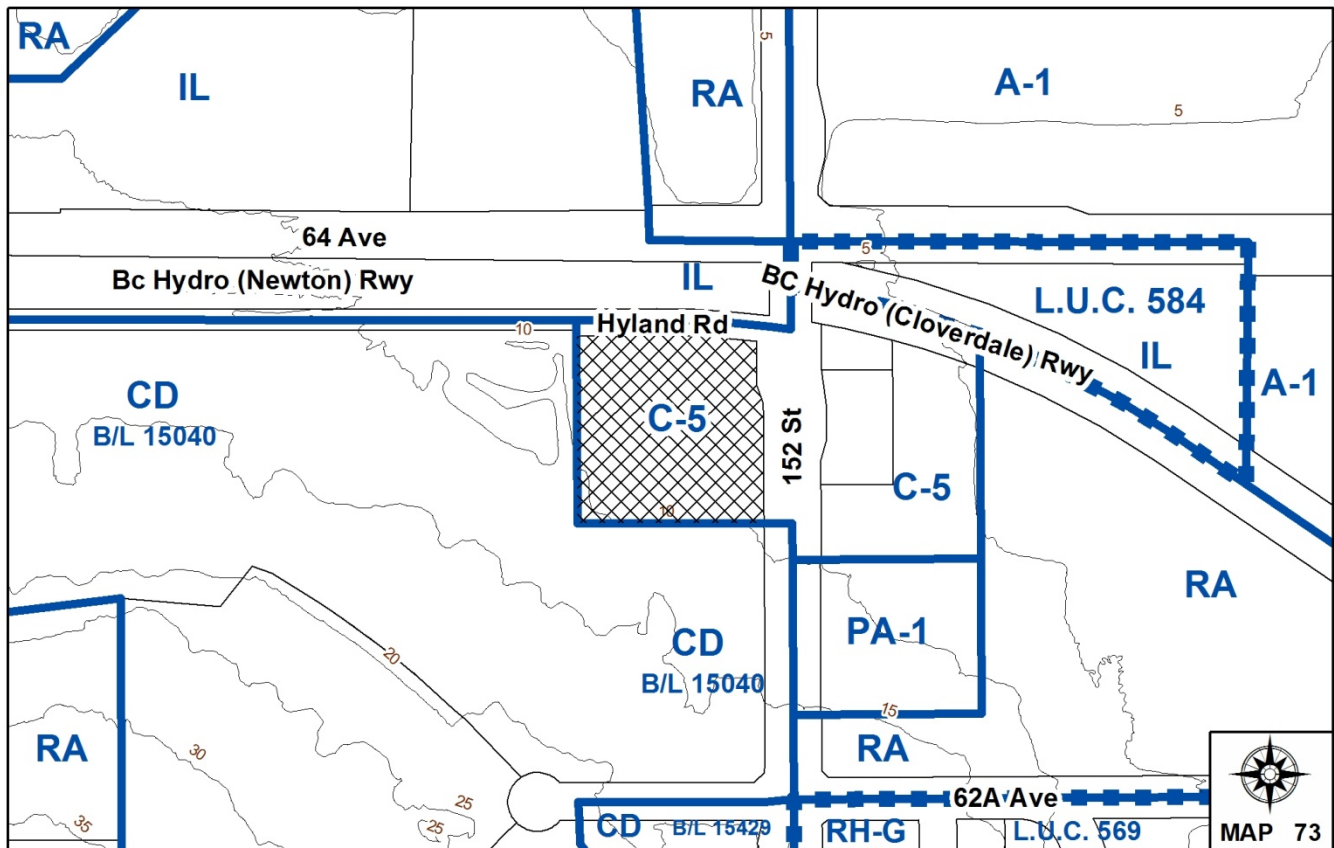 RA
IL
RA
5
A-1
5
64 Ave
5
Bc Hydro (Newton) Rwy
IL
BC Hydro (Cloverdale) Rwy
L.U.C. 584
IL
A-1
10
Hyland Rd
CD
B/L 15040
C-5
152 St
C-5
10
RA
PA-1
CD
B/L 15040
20
15
RA
30
RA
25
25
35
62A Ave
CD
B/L 15429
RH-G
L.U.C. 569
MAP 73